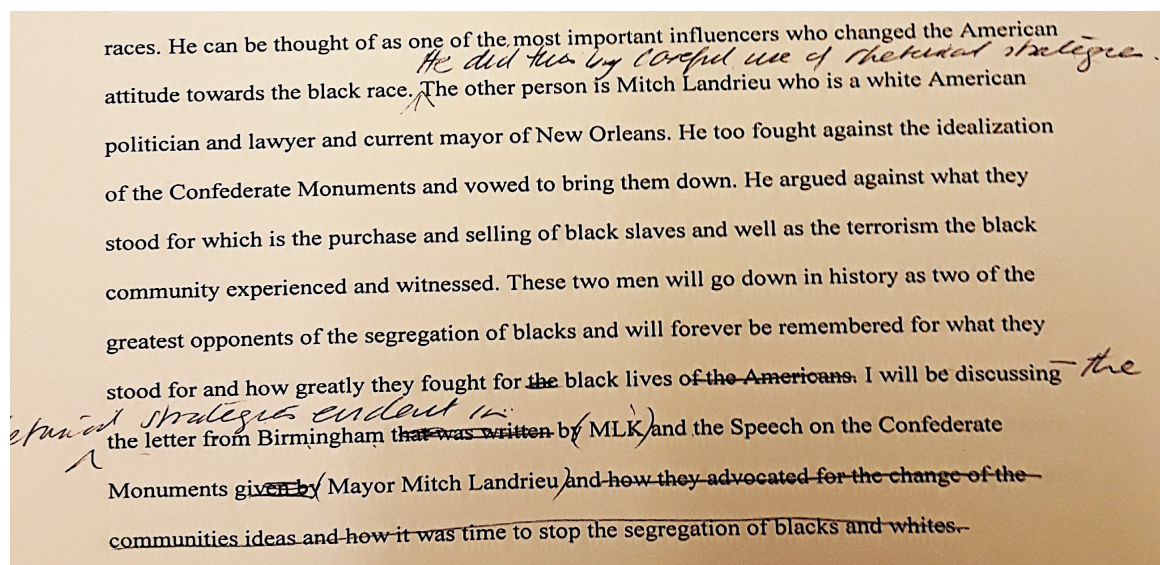 races. He can be thought of as one of the most important influencers who changed the American
He did this by careful use of rhetorical strategies.
attitude towards the black race. The other person is Mitch Landrieu who is a white American
politician and lawyer and current mayor of New Orleans. He too fought against the idealization
of the Confederate Monuments and vowed to bring them down. He argued against what they
stood for which is the purchase and selling of black slaves and well as the terrorism the black
community experienced and witnessed. These two men will go down in history as two of the
greatest opponents of the segregation of blacks and will forever be remembered for what they
stood for and how greatly they fought for the black lives of the Americans. I will be discussing - the
strategies evident in
the letter from Birmingham that was written by (MLK) and the Speech on the Confederate
Monuments given by (Mayor Mitch Landrieu) and how they advocated for the change of the
communities ideas and how it was time to stop the segregation of blacks and whites.